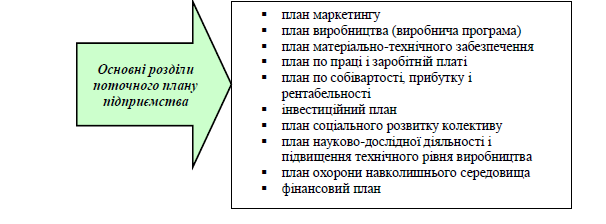 Основні розділи
поточного плану
підприємства
▪ план маркетингу
▪ план виробництва (виробнича програма)
▪ план матеріально-технічного забезпечення
▪ план по праці і заробітній платі
▪ план по собівартості, прибутку і
рентабельності
▪ інвестиційний план
▪ план соціального розвитку колективу
▪ план науково-дослідної діяльності і
підвищення технічного рівня виробництва
▪ план охорони навколишнього середовища
▪ фінансовий план